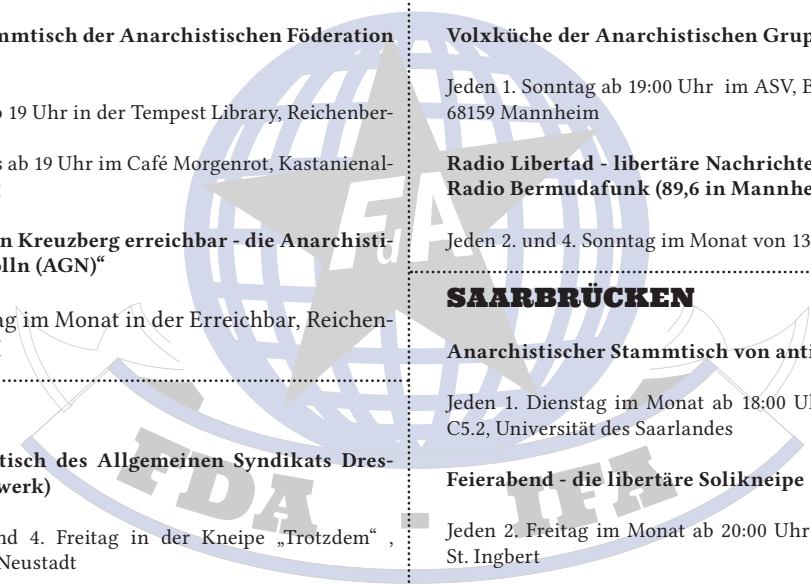 mmtisch der Anarchistischen Föderation
19 Uhr in der Tempest Library, Reichenber-
ab 19 Uhr im Café Morgenrot, Kastanienal-
n Kreuzberg erreichbar - die Anarchisti-
lln (AGN)“
ag im Monat in der Erreichbar, Reichen-
tisch des Allgemeinen Syndikats Dres-
werk)
nd 4. Freitag in der Kneipe „Trotzdem“ ,
Neustadt
Volxküche der Anarchistischen Grup
Jeden 1. Sonntag ab 19:00 Uhr im ASV, B
68159 Mannheim
Radio Libertad - libertäre Nachrichte
Radio Bermudafunk (89,6 in Mannhe
Jeden 2. und 4. Sonntag im Monat von 13
SAARBRÜCKEN
Anarchistischer Stammtisch von anti
Jeden 1. Dienstag im Monat ab 18:00 U
C5.2, Universität des Saarlandes
Feierabend - die libertäre Solikneipe
Jeden 2. Freitag im Monat ab 20:00 Uhr
St. Ingbert
FdA
FDA - IFA